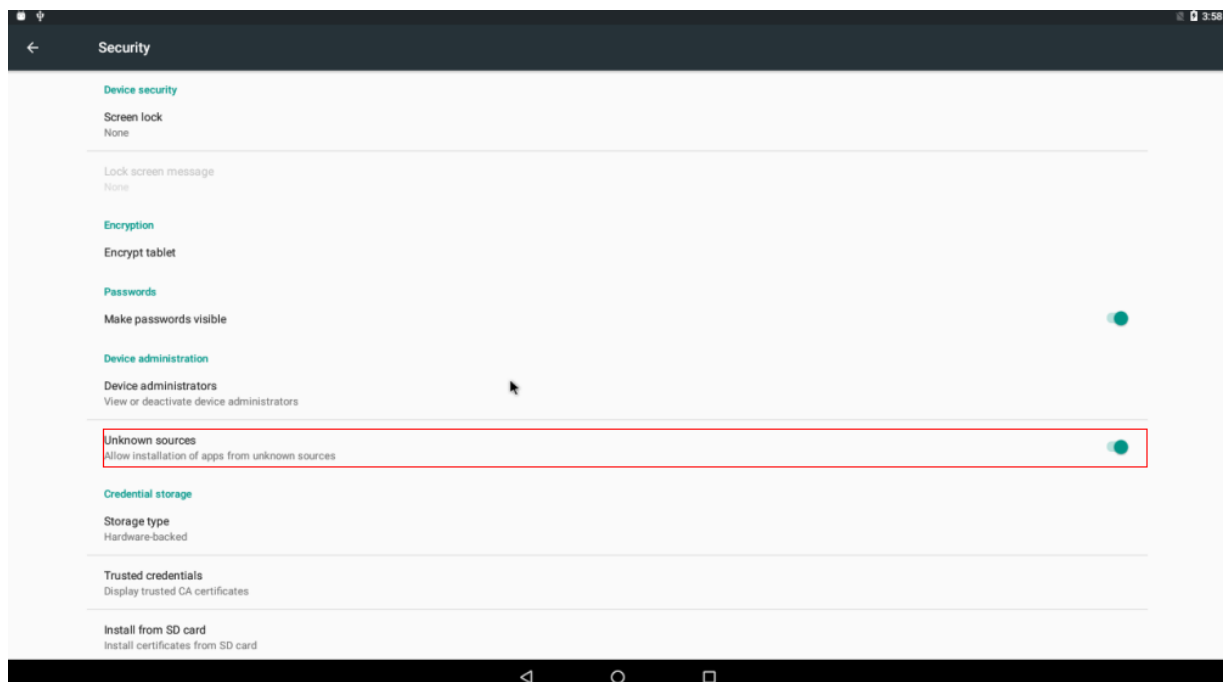 3:58
Security
Device security
Screen lock
None
Lock screen message
None
Encryption
Encrypt tablet
Passwords
Make passwords visible
Device administration
Device administrators
View or deactivate device administrators
Unknown sources
Allow installation of apps from unknown sources
Credential storage
Storage type
Hardware-backed
Trusted credentials
Display trusted CA certificates
Install from SD card
Install certificates from SD card